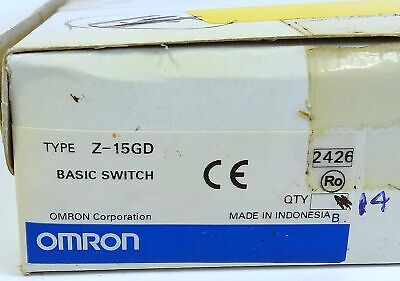 TYPE Z-15GD
2426
BASIC SWITCH
CE
Ro
QTY 14
OMRON Corporation
MADE IN INDONESIA B
OMRON